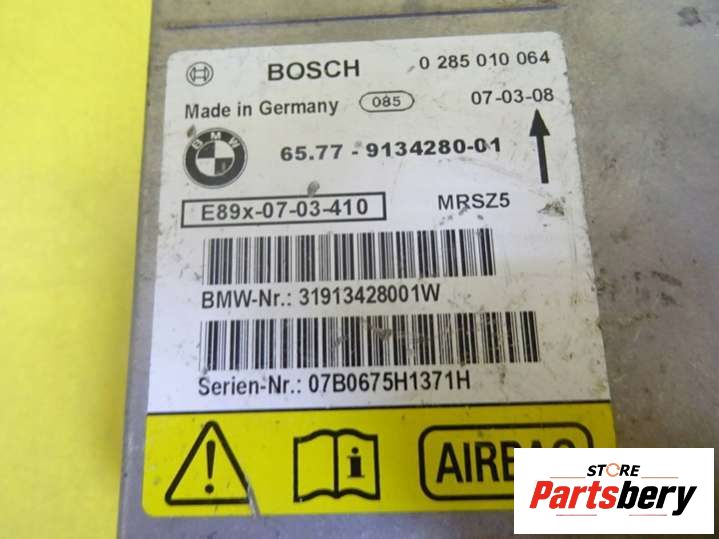 BOSCH 0 285 010 064
Made in Germany 085 07-03-08
BMW
65.77 - 9134280-01
E89x-07-03-410 MRSZ5
BMW-Nr.: 31913428001W
Serien-Nr.: 07B0675H1371H
i
STORE
Partsbery